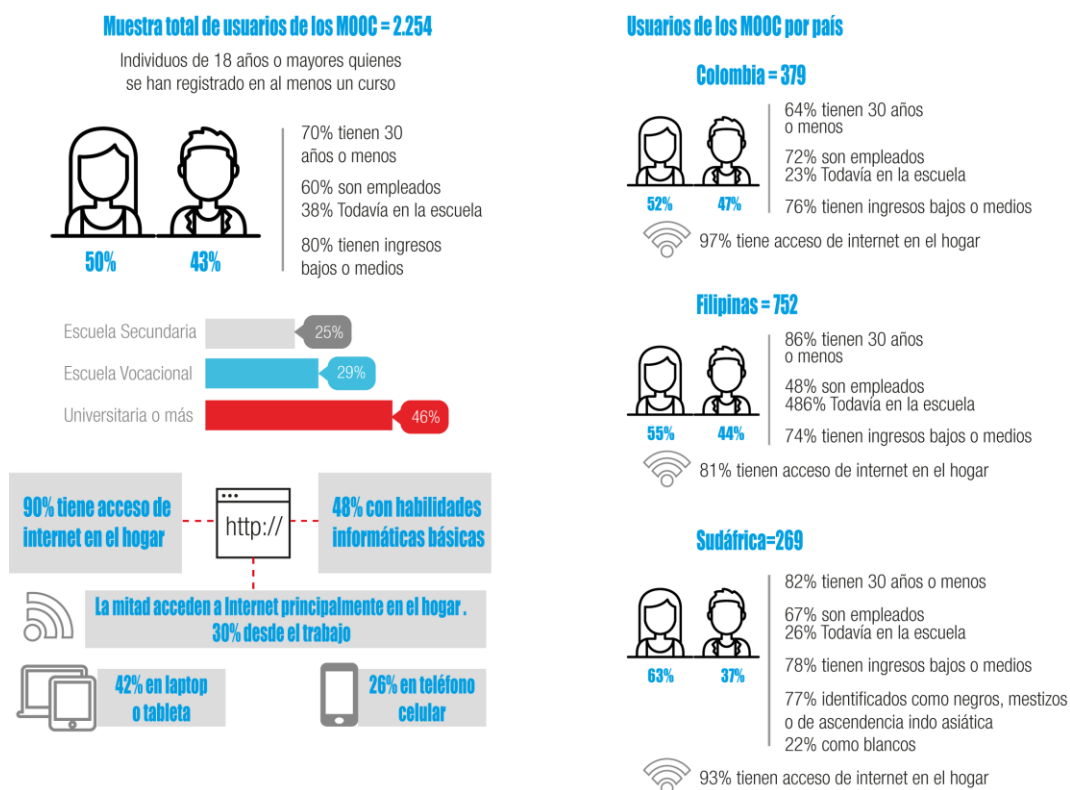 Muestra total de usuarios de los MOOC = 2.254
Individuos de 18 años o mayores quienes
se han registrado en al menos un curso
70% tienen 30
años o menos
60% son empleados
38% Todavía en la escuela
80% tienen ingresos
bajos o medios
50%
43%
Escuela Secundaria
25%
Escuela Vocacional
29%
Universitaria o más
46%
90% tiene acceso de
internet en el hogar
http://
48% con habilidades
informáticas básicas
La mitad acceden a Internet principalmente en el hogar .
30% desde el trabajo
42% en laptop
o tableta
26% en teléfono
celular
Usuarios de los MOOC por país
Colombia = 379
64% tienen 30 años
o menos
72% son empleados
23% Todavía en la escuela
76% tienen ingresos bajos o medios
52%
47%
97% tiene acceso de internet en el hogar
Filipinas = 752
86% tienen 30 años
o menos
48% son empleados
486% Todavía en la escuela
74% tienen ingresos bajos o medios
55%
44%
81% tienen acceso de internet en el hogar
Sudáfrica=269
82% tienen 30 años o menos
67% son empleados
26% Todavía en la escuela
78% tienen ingresos bajos o medios
63%
37%
77% identificados como negros, mestizos
o de ascendencia indo asiática
22% como blancos
93% tienen acceso de internet en el hogar